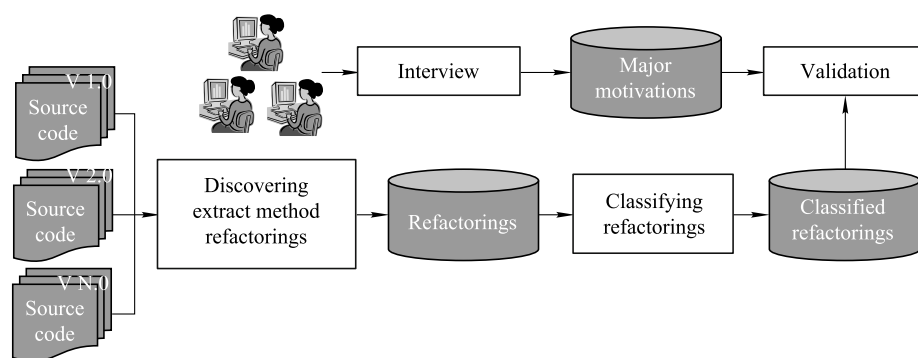 Interview
Major
motivations
Validation
V 1.0
Source
code
V 2.0
Source
code
V N.0
Source
code
Discovering
extract method
refactorings
Refactorings
Classifying
refactorings
Classified
refactorings